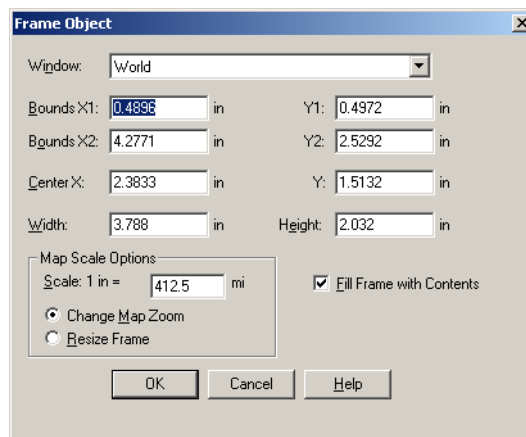 Frame Object
Window: World
Bounds X1: 0.4896 in Y1: 0.4972 in
Bounds X2: 4.2771 in Y2: 2.5292 in
Center X: 2.3833 in Y: 1.5132 in
Width: 3.788 in Height: 2.032 in
Map Scale Options
Scale: 1 in = 412.5 mi Fill Frame with Contents
Change Map Zoom
Resize Frame
OK Cancel Help